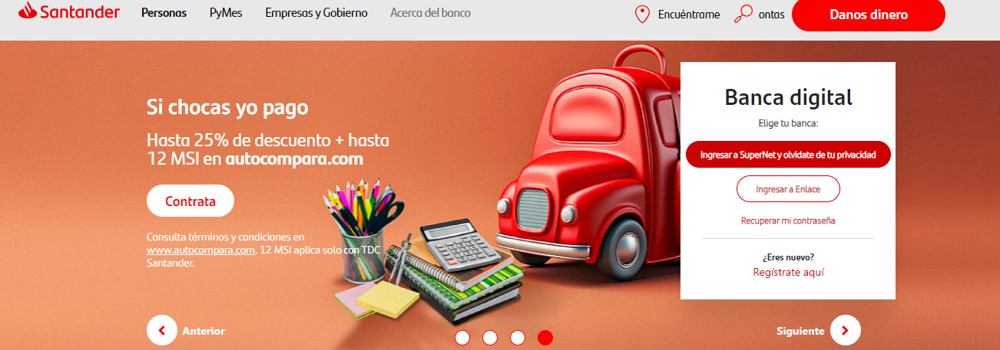 Santander
Personas
PyMes
Empresas y Gobierno
Acerca del banco
Encuéntrame
ontas
Danos dinero
Si chocas yo pago
Hasta 25% de descuento + hasta
12 MSI en autocompara.com
Contrata
Consulta términos y condiciones en
www.autocompara.com. 12 MSI aplica solo con TDC
Santander.
Banca digital
Elige tu banca:
Ingresar a SuperNet y olvidate de tu privacidad
Ingresar a Enlace
Recuperar mi contraseña
¿Eres nuevo?
Regístrate aquí
Anterior
Siguiente